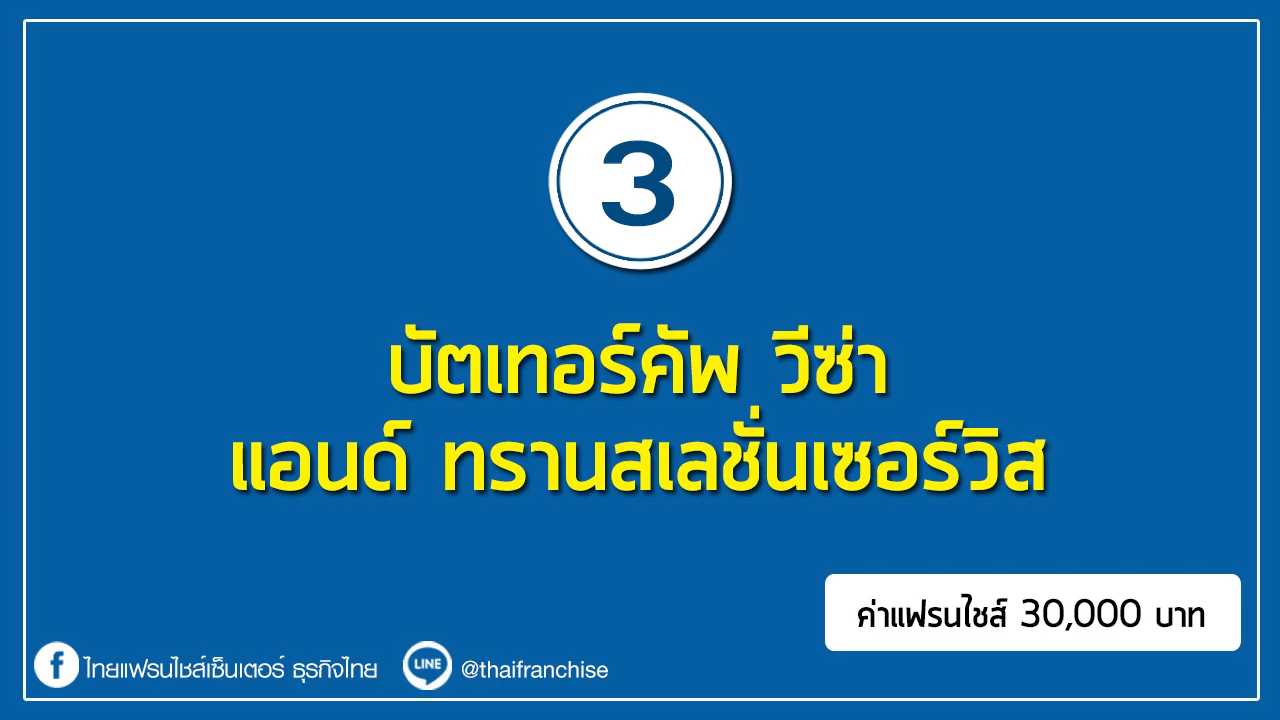 3
บัตเทอร์คัพ วีซ่า
แอนด์ ทรานสเลชั่นเซอร์วิส
ค่าแฟรนไชส์ 30,000 บาท
f ไทยแฟรนไชส์เซ็นเตอร์ ธุรกิจไทย LINE @thaifranchise